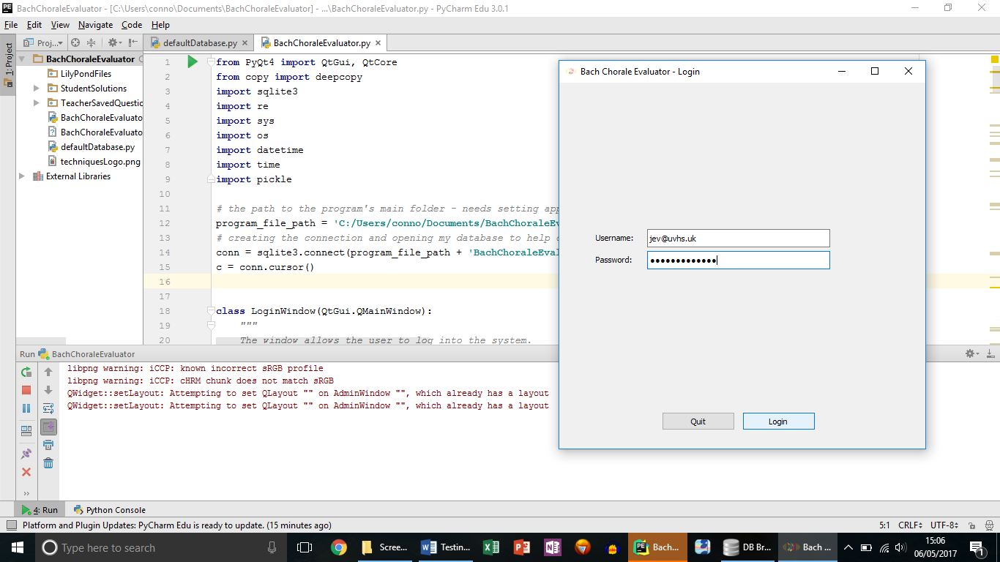 BachChoraleEvaluator - [C:\Users\conno\Documents\BachChoraleEvaluator] - ...\BachChoraleEvaluator.py - PyCharm Edu 3.0.1
File Edit View Navigate Code Help
Proj... defaultDatabase.py BachChoraleEvaluator.py
1: Project
BachChoraleEvaluator
LilyPondFiles
StudentSolutions
TeacherSavedQuestio
BachChoraleEvaluato
BachChoraleEvaluato
defaultDatabase.py
techniquesLogo.png
External Libraries
1 from PyQt4 import QtGui, QtCore
2 from copy import deepcopy
3 import sqlite3
4 import re
5 import sys
6 import os
7 import datetime
8 import time
9 import pickle
10
11 # the path to the program's main folder - needs setting app
12 program_file_path = 'C:/Users/conno/Documents/BachChoraleEv
13 # creating the connection and opening my database to help
14 conn = sqlite3.connect(program_file_path + 'BachChoraleEval
15 c = conn.cursor()
16
17
18 class LoginWindow(QtGui.QMainWindow):
19 """
20 The window allows the user to log into the system.
Bach Chorale Evaluator - Login
Username: jev@uvhs.uk
Password: •••••••••••••
Quit Login
Run BachChoraleEvaluator
libpng warning: iCCP: known incorrect sRGB profile
libpng warning: iCCP: cHRM chunk does not match sRGB
QWidget::setLayout: Attempting to set QLayout "" on AdminWindow "", which already has a layout
QWidget::setLayout: Attempting to set QLayout "" on AdminWindow "", which already has a layout
4: Run Python Console
Platform and Plugin Updates: PyCharm Edu is ready to update. (15 minutes ago) 5:1 CRLF UTF-8
Type here to search Scree... Testin... Bach... DB Br... Bach ... 15:06
06/05/2017
1